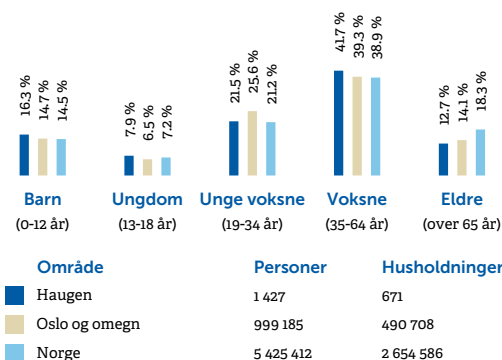 16.3 % 14.7 % 14.5 % 7.9 % 6.5 % 7.2 % 21.5 % 25.6 % 21.2 % 41.7 % 39.3 % 38.9 % 12.7 % 14.1 % 18.3 %
Barn Ungdom Unge voksne Voksne Eldre
(0-12 år) (13-18 år) (19-34 år) (35-64 år) (over 65 år)
Område Personer Husholdninger
Haugen 1 427 671
Oslo og omegn 999 185 490 708
Norge 5 425 412 2 654 586